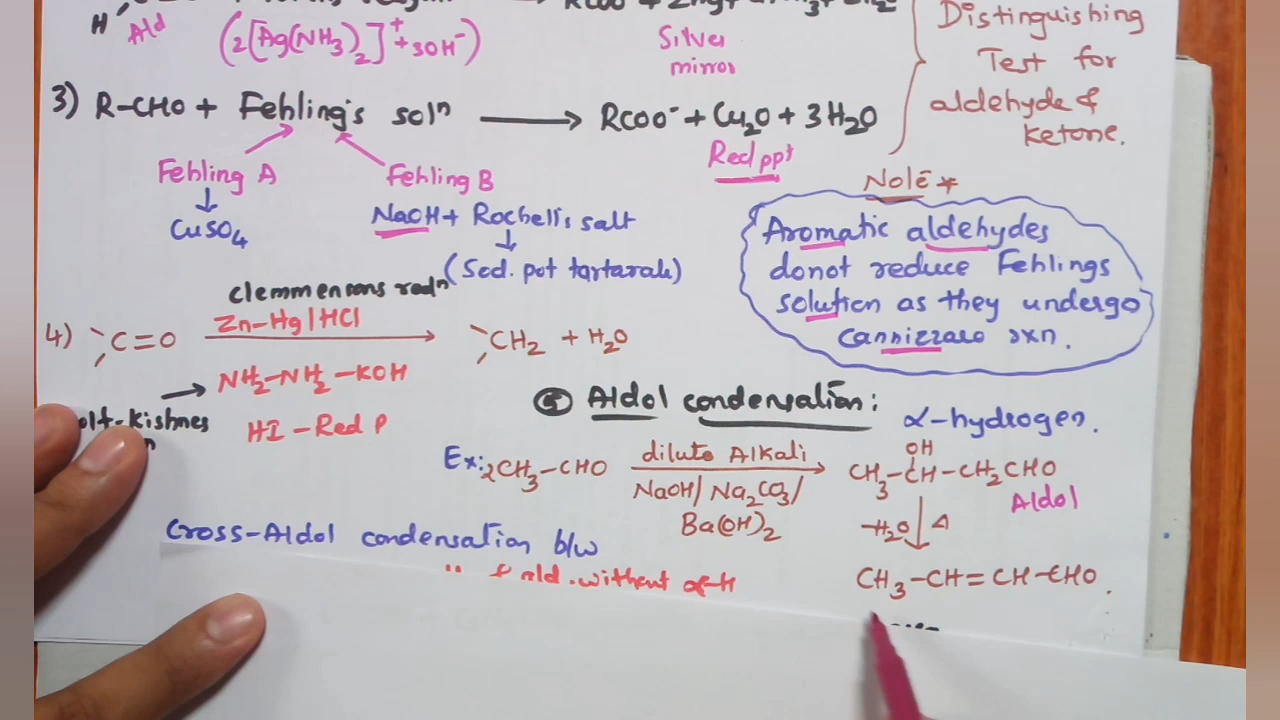 H Ald
(2[Ag(NH3)2]+ + 3OH-)
Silver
mirror
Distinguishing
Test for
aldehyde &
Ketone.
3) R-CHO + Fehling's solⁿ → RCOO⁻ + Cu₂O + 3H₂O
Red ppt
Fehling A
CuSO₄
Fehling B
NaOH + Rochell's salt
(Sod. pot tartarate)
Note*
Aromatic aldehydes
donot reduce Fehlings
solution as they undergo
Cannizzaro rxn.
clemmensons redⁿ
4) >C=O Zn-Hg/HCl → >CH₂ + H₂O
NH₂-NH₂-KOH
olf-Kishnes
HI-Red P
⑤ Aldol condensation:
α-hydrogen.
Ex: 2CH₃-CHO dilute Alkali → CH₃-CH-CH₂CHO
OH
NaOH/Na₂CO₃/
Ba(OH)₂
Aldol
-H₂O ↓ Δ
CH₃-CH=CH-CHO.
Cross-Aldol condensation b/w
ald. without α-H